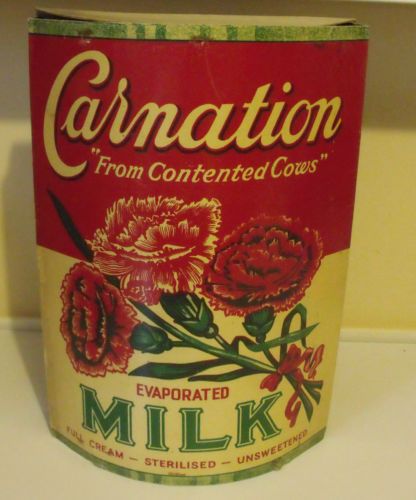 Carnation
"From Contented Cows"
EVAPORATED
MILK
FULL CREAM — STERILISED — UNSWEETENED